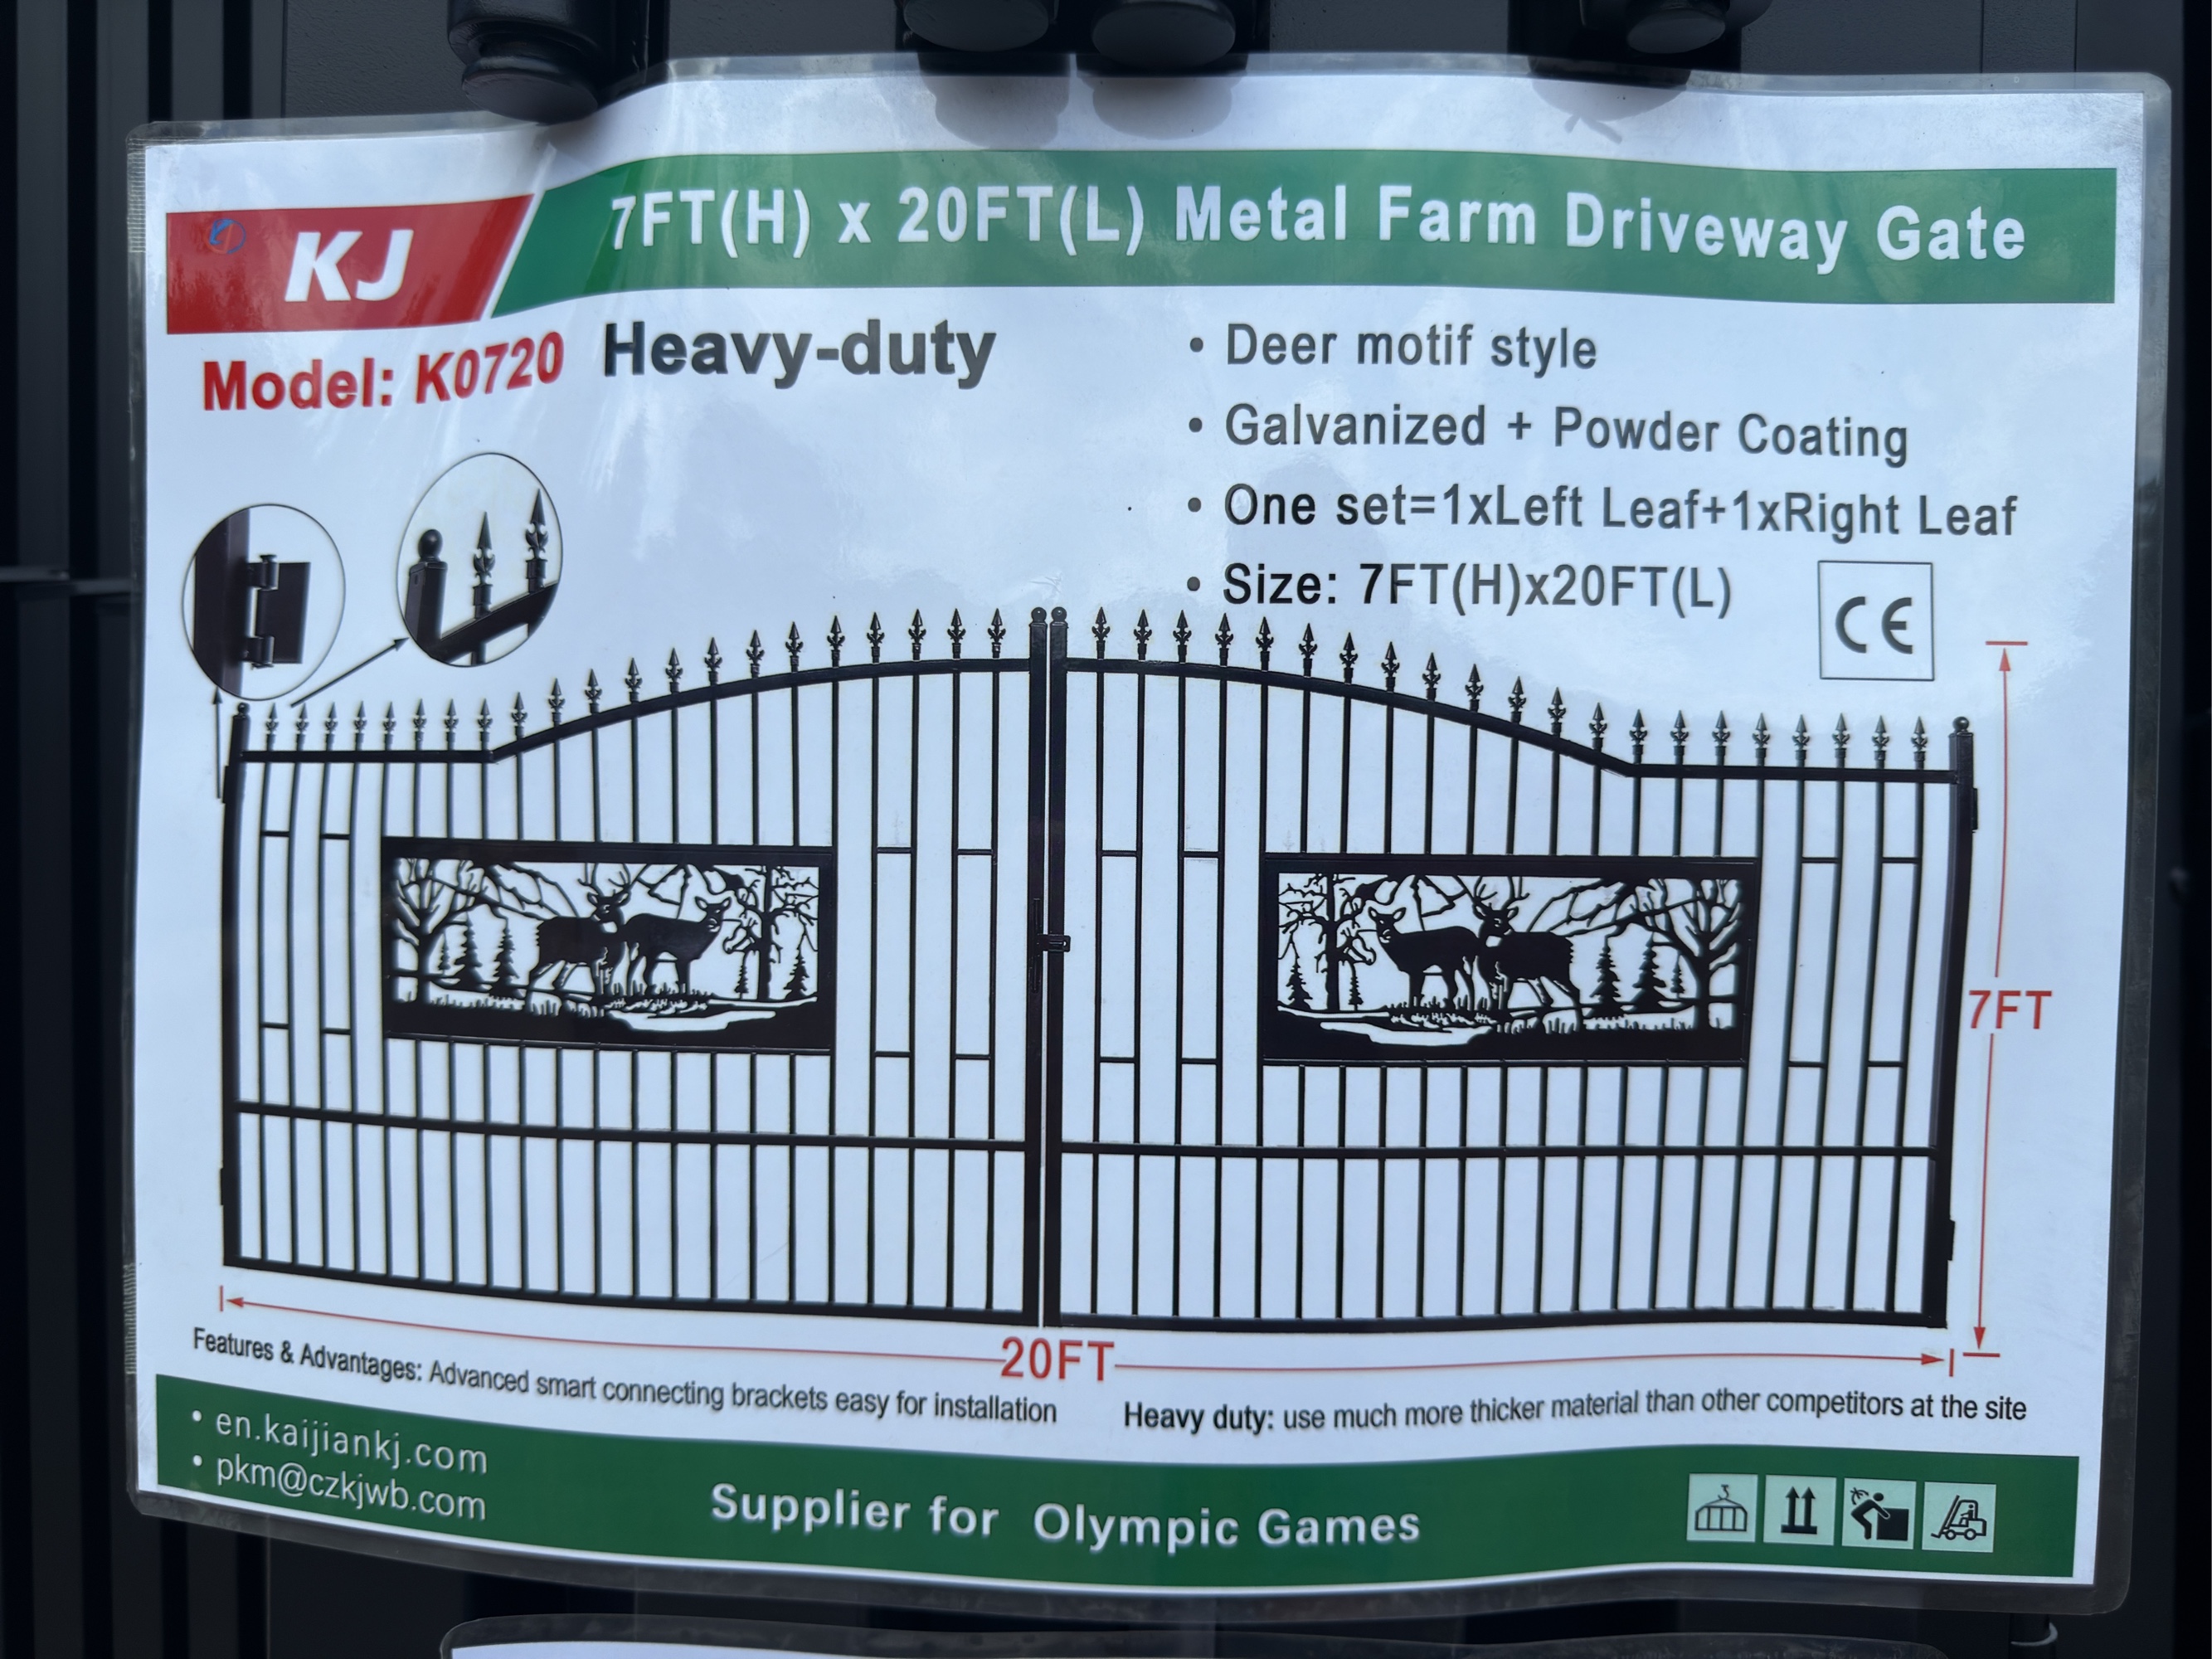 KJ
7FT(H) x 20FT(L) Metal Farm Driveway Gate
Model: K0720
Heavy-duty
• Deer motif style
• Galvanized + Powder Coating
• One set=1xLeft Leaf+1xRight Leaf
• Size: 7FT(H)x20FT(L)
CE
7FT
20FT
Features & Advantages: Advanced smart connecting brackets easy for installation
Heavy duty: use much more thicker material than other competitors at the site
• en.kaijiankj.com
• pkm@czkjwb.com
Supplier for Olympic Games